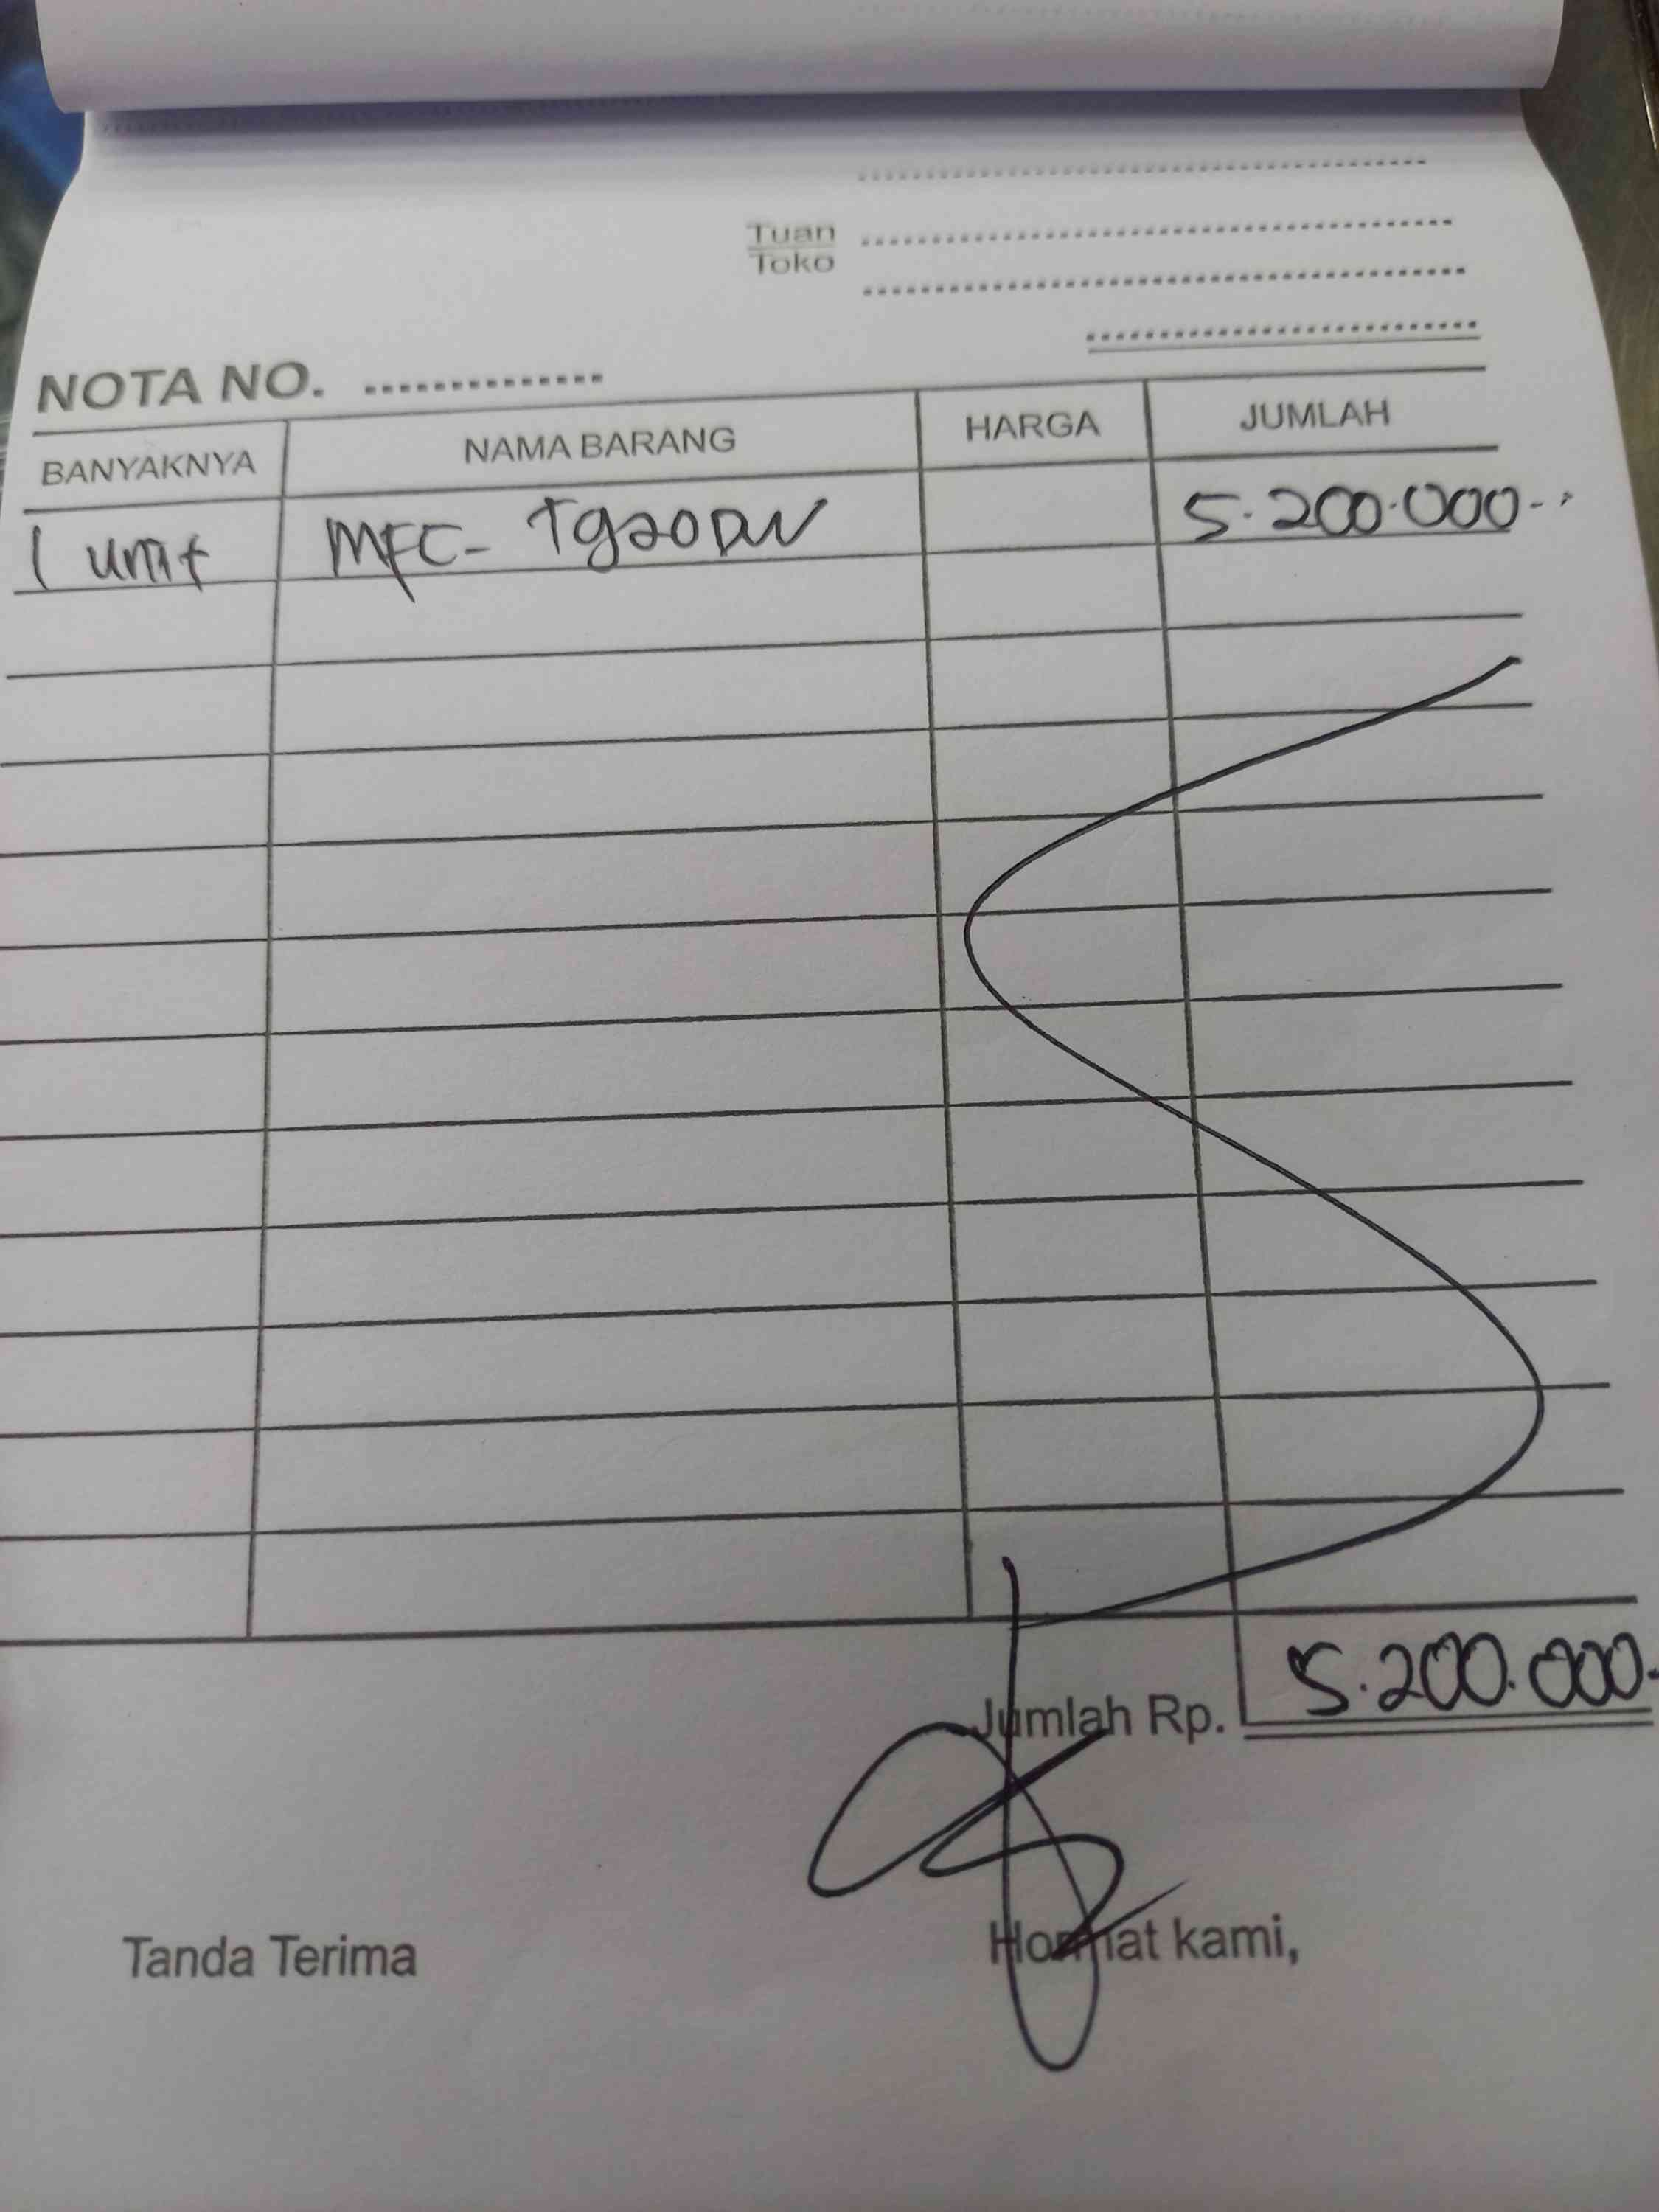 Tuan
Toko
NOTA NO. ..............
BANYAKNYA NAMA BARANG HARGA JUMLAH
1 unit MFC- T920DW 5.200.000--
Jumlah Rp. 5.200.000-
Tanda Terima Hormat kami,